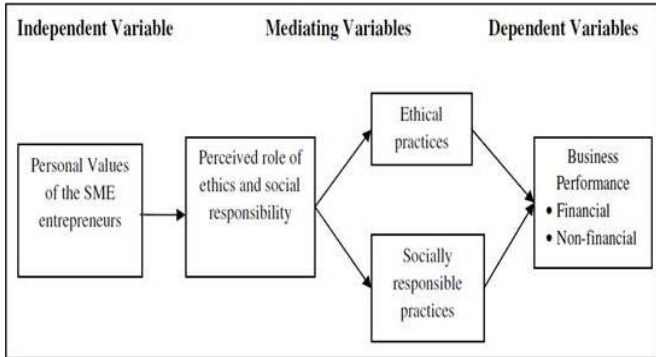 Independent Variable
Mediating Variables
Dependent Variables
Personal Values
of the SME
entrepreneurs
Perceived role of
ethics and social
responsibility
Ethical
practices
Socially
responsible
practices
Business
Performance
• Financial
• Non-financial